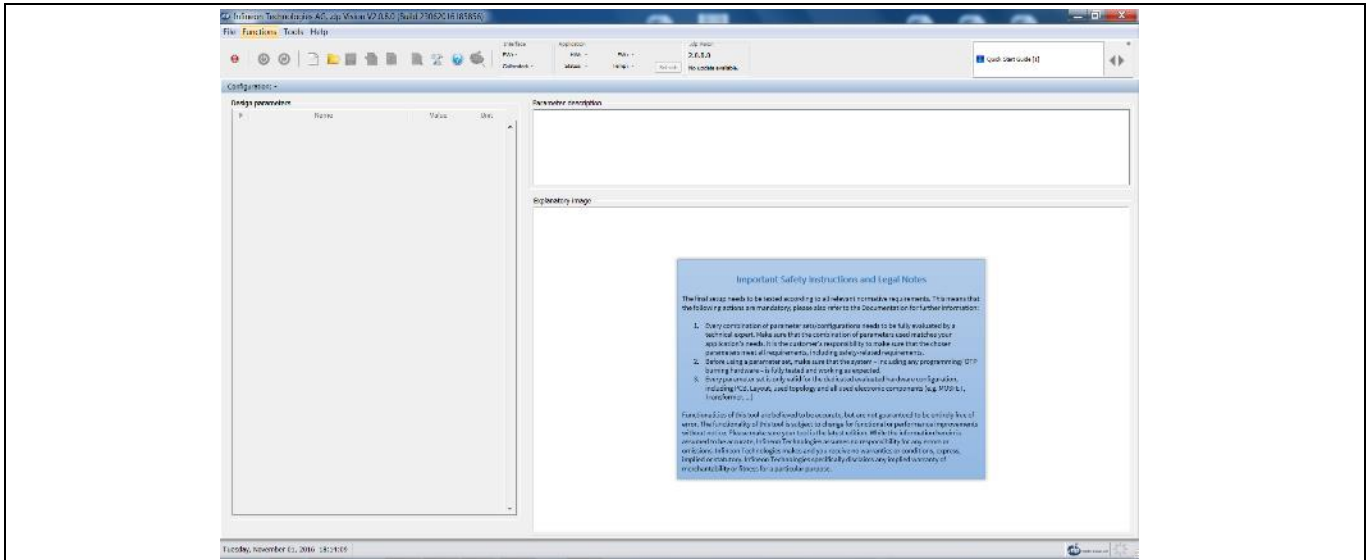 Infineon Technologies AG, .dp Vision V2.0.6.0 (Build 23062016185856)
File Functions Tools Help
Interface Application .dp Vision
2.0.6.0
Status - Temp: - Refresh No update available.
Quick Start Guide [1]
Configuration: -
Design parameters
# Name Value Unit
Parameter description
Explanatory image
Important Safety Instructions and Legal Notes
The final setup needs to be tested according to all relevant normative requirements. This means that
the following actions are mandatory, please also refer to the Documentation for further information:
1. Every combination of parameter sets/configurations needs to be fully evaluated by a
technical expert. Make sure that the combination of parameters used matches your
application's needs. It is the customer's responsibility to make sure that the chosen
parameters meet all requirements, including safety-related requirements.
2. Before using a parameter set, make sure that the system – including any programming/OTP
burning hardware – is fully tested and working as expected.
3. Every parameter set is only valid for the dedicated evaluated hardware configuration,
including PCB, Layout, used topology and all used electronic components (e.g. MOSFET,
Transformer, ...)
Functionalities of this tool are believed to be accurate, but are not guaranteed to be entirely free of
error. The functionality of this tool is subject to change for functional or performance improvements
without notice. Please make sure your tool is the latest edition. While the information herein is
assumed to be accurate, Infineon Technologies assumes no responsibility for any errors or
omissions. Infineon Technologies makes and you receive no warranties or conditions, express,
implied or statutory. Infineon Technologies specifically disclaims any implied warranty of
merchantability or fitness for a particular purpose.
Tuesday, November 01, 2016